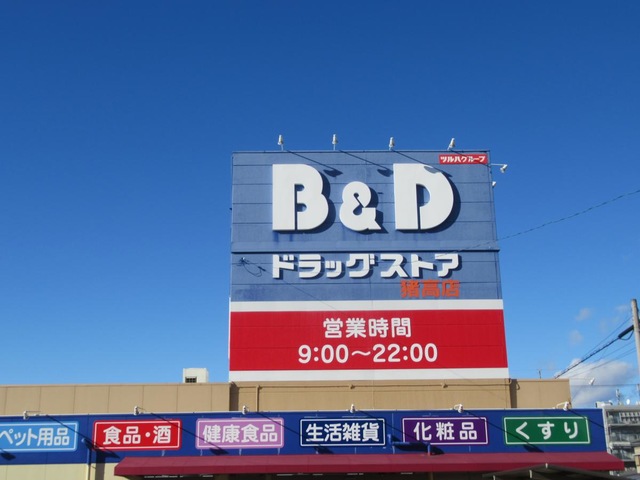 ツルハグループ
B&D
ドラッグストア
猪高店
営業時間
9:00～22:00
ペット用品
食品・酒
健康食品
生活雑貨
化粧品
くすり